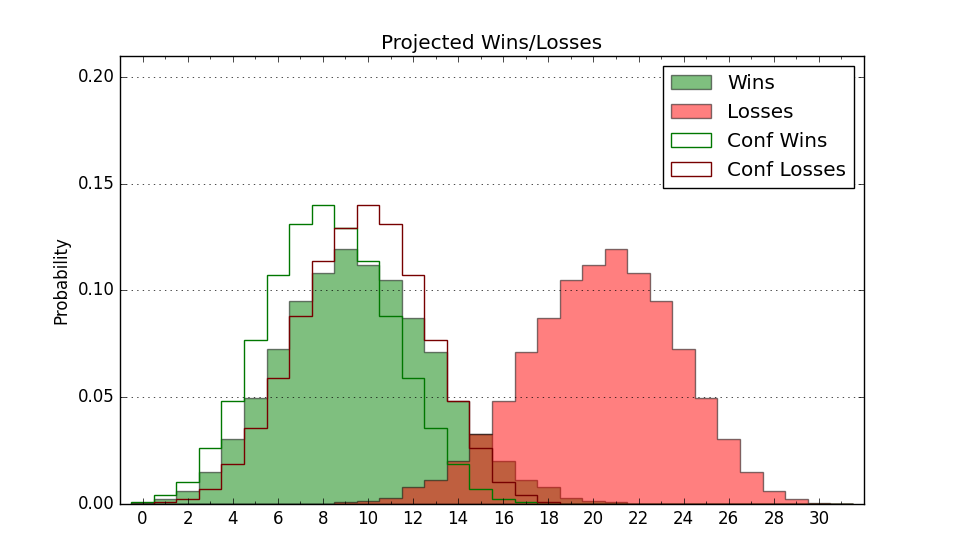 Projected Wins/Losses
0.20
0.15
0.10
0.05
0.00
Probability
Wins
Losses
Conf Wins
Conf Losses
0 2 4 6 8 10 12 14 16 18 20 22 24 26 28 30